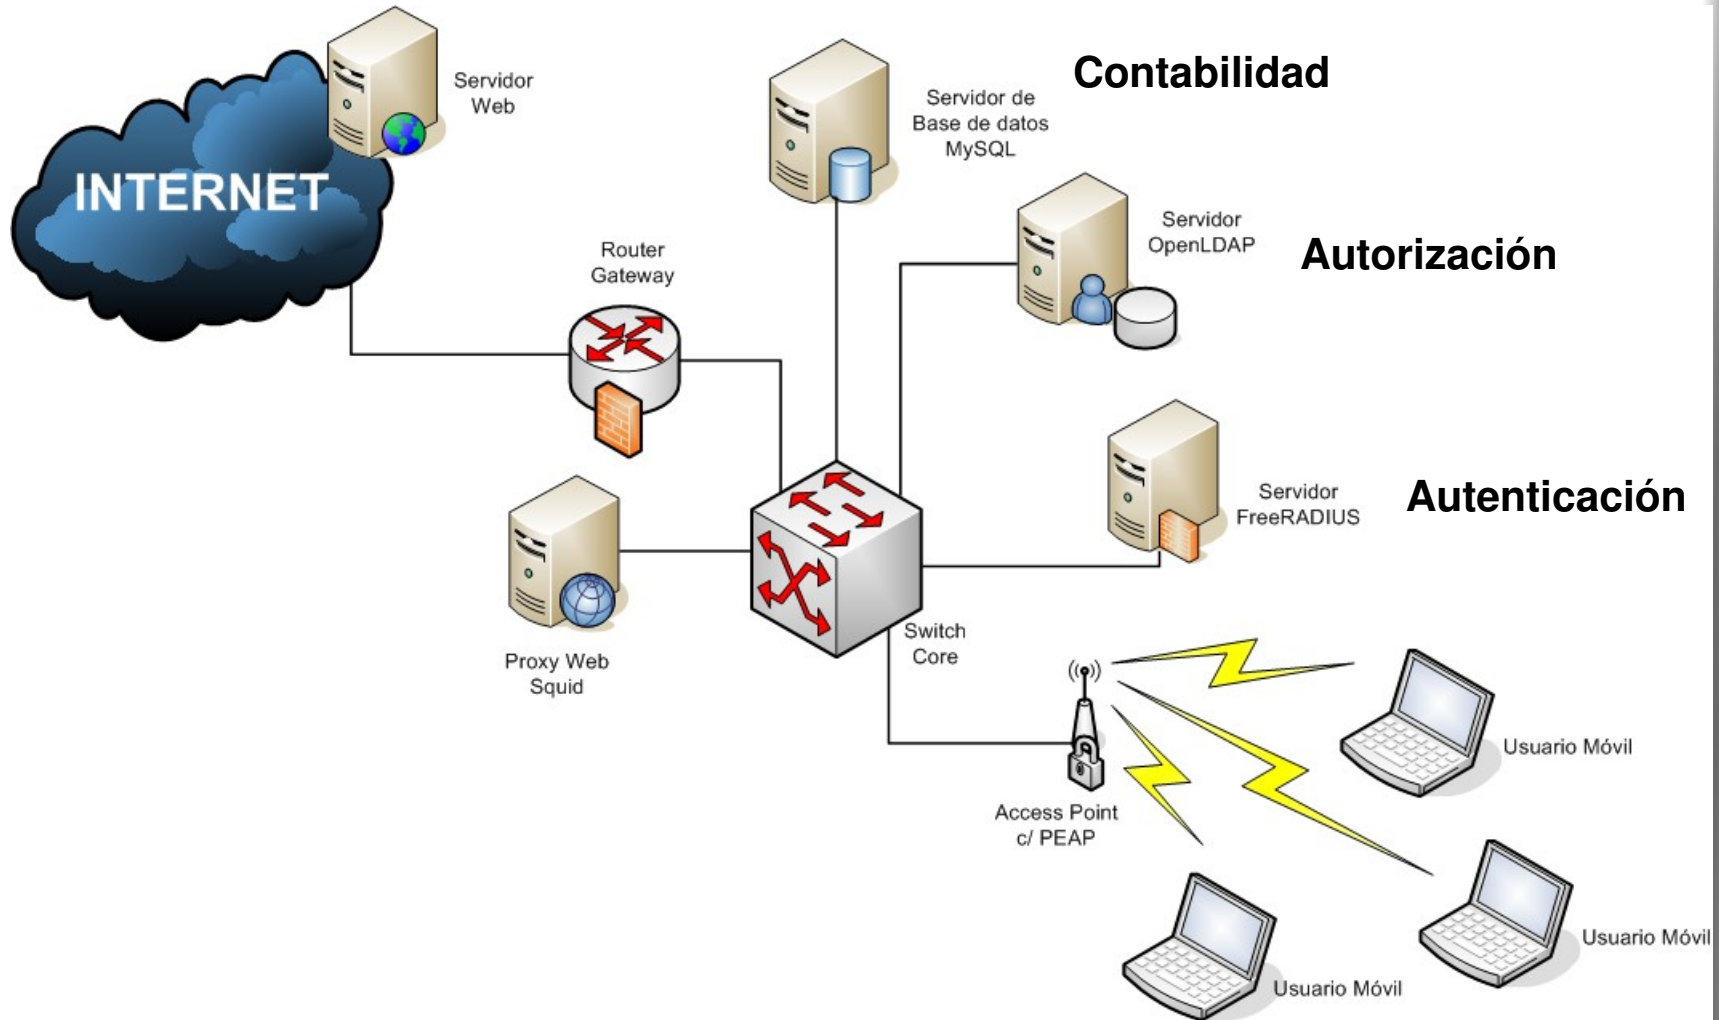 Servidor
Web
INTERNET
Servidor de
Base de datos
MySQL
Contabilidad
Servidor
OpenLDAP
Autorización
Router
Gateway
Servidor
FreeRADIUS
Autenticación
Proxy Web
Squid
Switch
Core
Access Point
c/ PEAP
Usuario Móvil
Usuario Móvil
Usuario Móvil